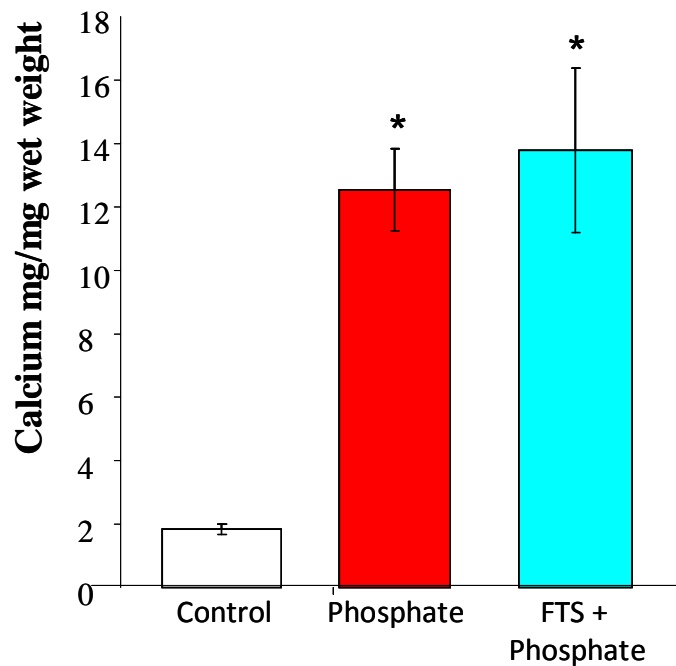 Calcium mg/mg wet weight
18
16
14
12
10
8
6
4
2
0
*
*
Control
Phosphate
FTS +
Phosphate